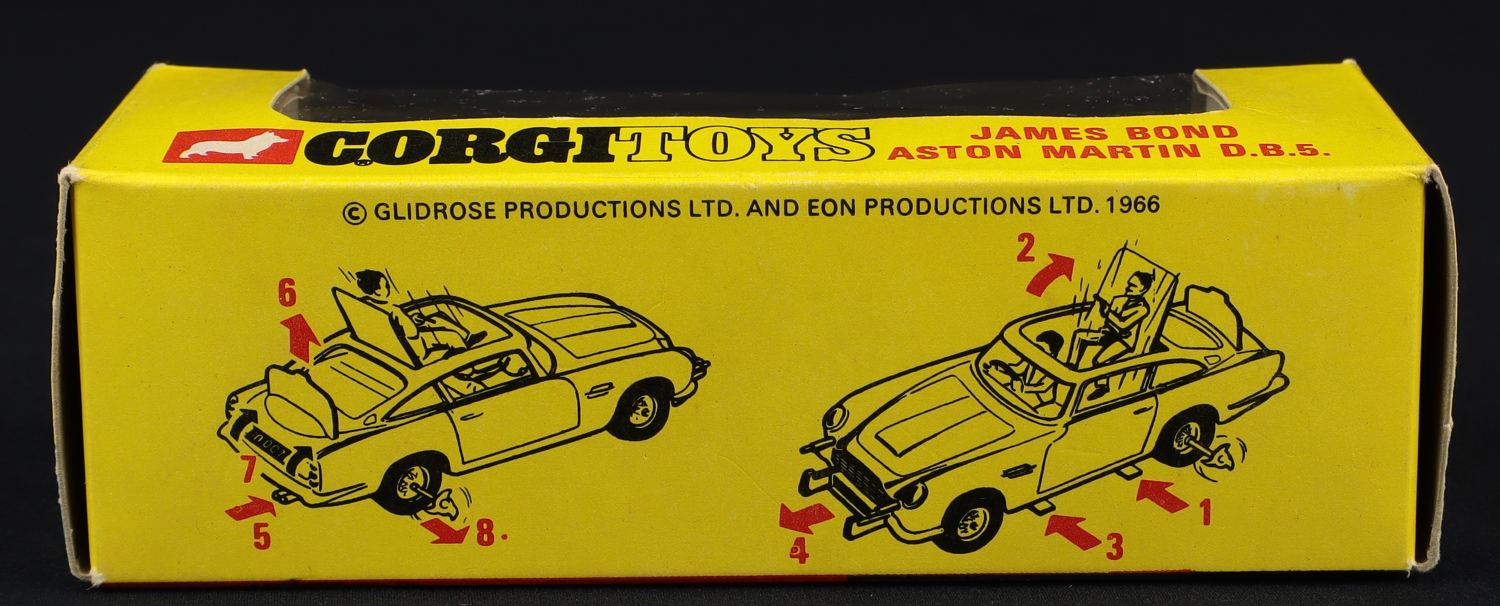 CORGI TOYS
JAMES BOND
ASTON MARTIN D.B.5.
© GLIDROSE PRODUCTIONS LTD. AND EON PRODUCTIONS LTD. 1966
6
7
5
8.
2
4
3
1